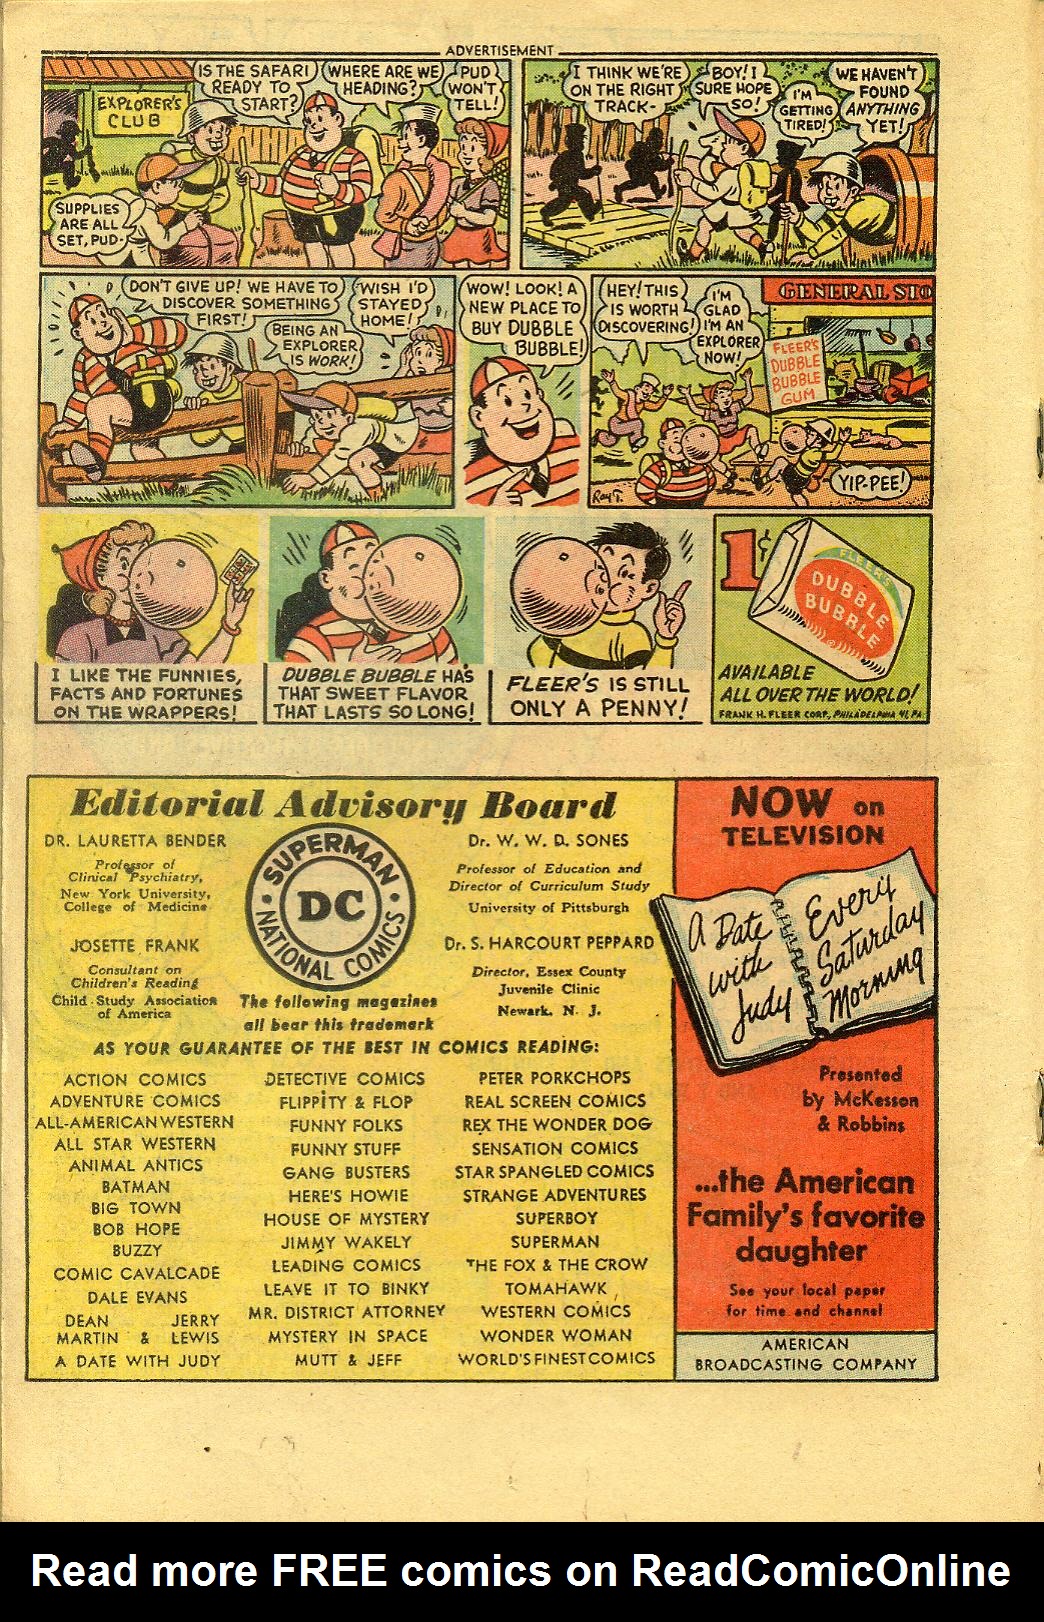 ADVERTISEMENT
EXPLORER'S
CLUB
IS THE SAFARI
READY TO
START?
WHERE ARE WE
HEADING?
PUD
WON'T
TELL!
SUPPLIES
ARE ALL
SET, PUD-
I THINK WE'RE
ON THE RIGHT
TRACK-
BOY! I
SURE HOPE
SO!
I'M
GETTING
TIRED!
WE HAVEN'T
FOUND
ANYTHING
YET!
DON'T GIVE UP! WE HAVE TO
DISCOVER SOMETHING
FIRST!
BEING AN
EXPLORER
IS WORK!
WISH I'D
STAYED
HOME!
WOW! LOOK! A
NEW PLACE TO
BUY DUBBLE
BUBBLE!
HEY! THIS
IS WORTH
DISCOVERING!
I'M
GLAD
I'M AN
EXPLORER
NOW!
GENERAL STO
FLEER'S
DUBBLE
BUBBLE
GUM
YIP-PEE!
Ray T.
I LIKE THE FUNNIES,
FACTS AND FORTUNES
ON THE WRAPPERS!
DUBBLE BUBBLE HAS
THAT SWEET FLAVOR
THAT LASTS SO LONG!
FLEER'S IS STILL
ONLY A PENNY!
1¢
FLEER'S
DUBBLE
BUBBLE
AVAILABLE
ALL OVER THE WORLD!
FRANK H. FLEER CORP., PHILADELPHIA 41, PA.
Editorial Advisory Board
DR. LAURETTA BENDER
Professor of
Clinical Psychiatry,
New York University,
College of Medicine
JOSETTE FRANK
Consultant on
Children's Reading
Child Study Association
of America
SUPERMAN
DC
NATIONAL COMICS
Dr. W. W. D. SONES
Professor of Education and
Director of Curriculum Study
University of Pittsburgh
Dr. S. HARCOURT PEPPARD
Director, Essex County
Juvenile Clinic
Newark, N. J.
The following magazines
all bear this trademark
AS YOUR GUARANTEE OF THE BEST IN COMICS READING:
ACTION COMICS
ADVENTURE COMICS
ALL-AMERICAN WESTERN
ALL STAR WESTERN
ANIMAL ANTICS
BATMAN
BIG TOWN
BOB HOPE
BUZZY
COMIC CAVALCADE
DALE EVANS
DEAN JERRY
MARTIN & LEWIS
A DATE WITH JUDY
DETECTIVE COMICS
FLIPPITY & FLOP
FUNNY FOLKS
FUNNY STUFF
GANG BUSTERS
HERE'S HOWIE
HOUSE OF MYSTERY
JIMMY WAKELY
LEADING COMICS
LEAVE IT TO BINKY
MR. DISTRICT ATTORNEY
MYSTERY IN SPACE
MUTT & JEFF
PETER PORKCHOPS
REAL SCREEN COMICS
REX THE WONDER DOG
SENSATION COMICS
STAR SPANGLED COMICS
STRANGE ADVENTURES
SUPERBOY
SUPERMAN
THE FOX & THE CROW
TOMAHAWK
WESTERN COMICS
WONDER WOMAN
WORLD'S FINEST COMICS
NOW on
TELEVISION
A Date
with
Judy
Every
Saturday
Morning
Presented
by McKesson
& Robbins
...the American
Family's favorite
daughter
See your local paper
for time and channel
AMERICAN
BROADCASTING COMPANY
Read more FREE comics on ReadComicOnline